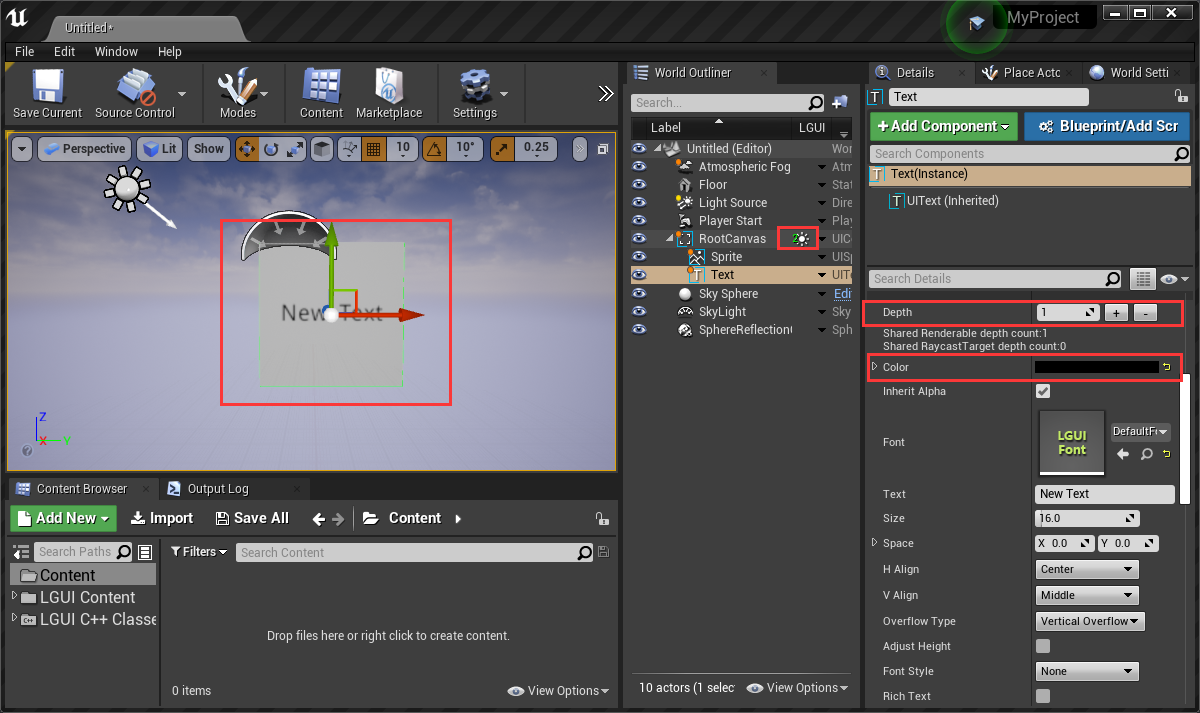 Untitled*
MyProject
File Edit Window Help
Save Current
Source Control
Modes
Content
Marketplace
Settings
Perspective
Lit
Show
10
10°
0.25
New Text
Z
X
Y
World Outliner
Search...
Label
LGUI
Untitled (Editor) Wor
Atmospheric Fog Atm
Floor Stat
Light Source Dire
Player Start Play
RootCanvas UIC
Sprite UISp
Text UITe
Sky Sphere Edi
SkyLight Sky
SphereReflection Sph
10 actors (1 selec
View Options
Details
Place Actc
World Setti
Text
Add Component
Blueprint/Add Scr
Search Components
Text(Instance)
UIText (Inherited)
Search Details
Depth 1 + -
Shared Renderable depth count:1
Shared RaycastTarget depth count:0
Color
Inherit Alpha
Font
LGUI
Font
DefaultF
Text New Text
Size 16.0
Space X 0.0 Y 0.0
H Align Center
V Align Middle
Overflow Type Vertical Overflow
Adjust Height
Font Style None
Rich Text
Content Browser
Output Log
Add New
Import
Save All
Content
Search Paths
Filters
Search Content
Content
LGUI Content
LGUI C++ Classe
Drop files here or right click to create content.
0 items
View Options